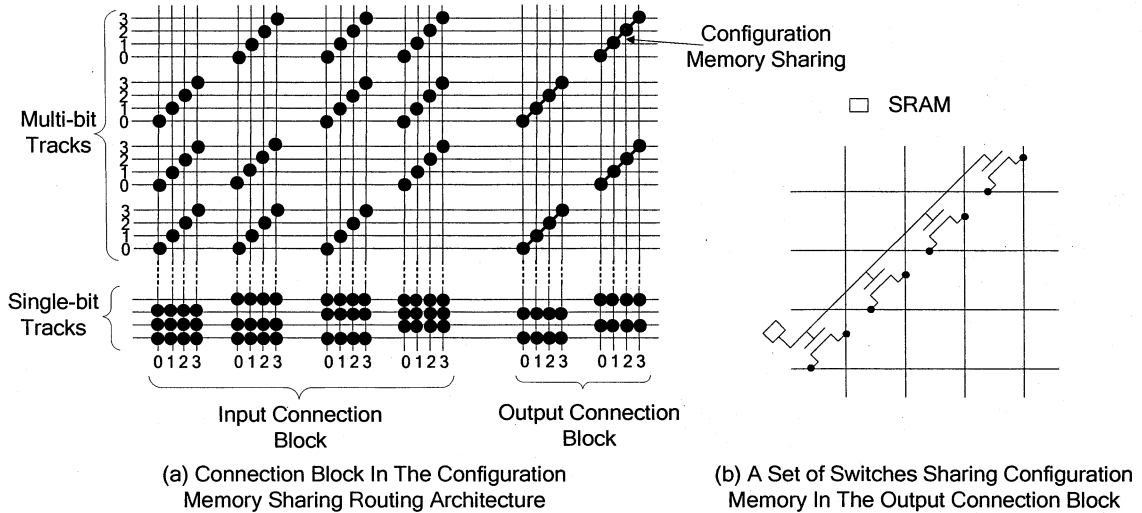 3
2
1
0
3
2
1
0
3
2
1
0
3
2
1
0
Multi-bit
Tracks
Single-bit
Tracks
Configuration
Memory Sharing
0 1 2 3 0 1 2 3 0 1 2 3 0 1 2 3 0 1 2 3 0 1 2 3
Input Connection
Block
Output Connection
Block
(a) Connection Block In The Configuration
Memory Sharing Routing Architecture
SRAM
(b) A Set of Switches Sharing Configuration
Memory In The Output Connection Block